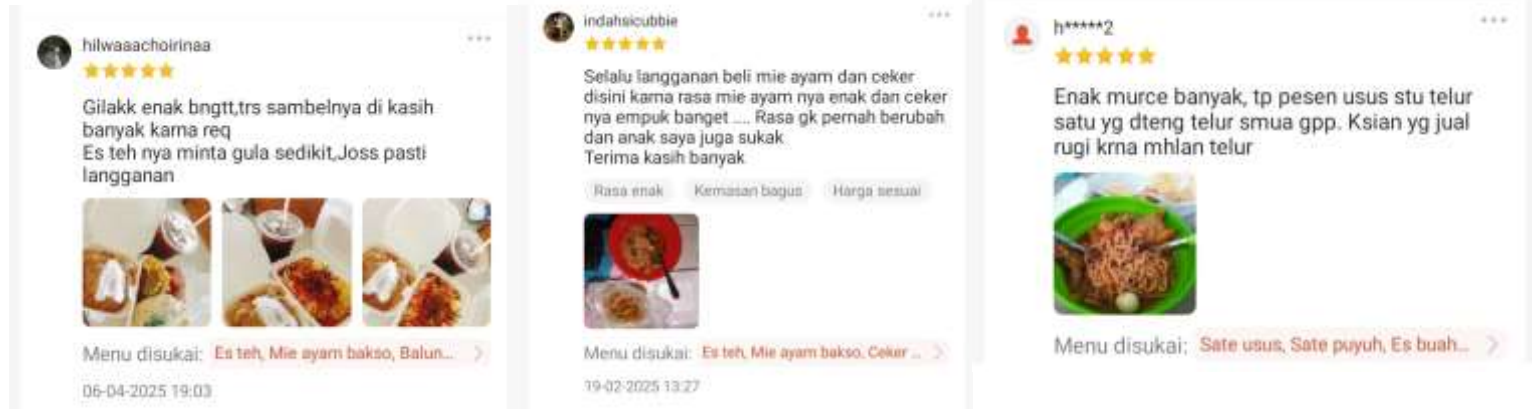 hilwaaachoirinaa
Gilakk enak bngtt,trs sambelnya di kasih
banyak karna req
Es teh nya minta gula sedikit,Joss pasti
langganan
Menu disukai: Es teh, Mie ayam bakso, Balun...
06-04-2025 19:03
indahsicubbie
Selalu langganan beli mie ayam dan ceker
disini karna rasa mie ayam nya enak dan ceker
nya empuk banget .... Rasa gk pernah berubah
dan anak saya juga sukak
Terima kasih banyak
Rasa enak Kemasan bagus Harga sesuai
Menu disukai: Es teh, Mie ayam bakso, Ceker ...
19-02-2025 13:27
h*****2
Enak murce banyak, tp pesen usus stu telur
satu yg dteng telur smua gpp. Ksian yg jual
rugi krna mhlan telur
Menu disukai: Sate usus, Sate puyuh, Es buah...